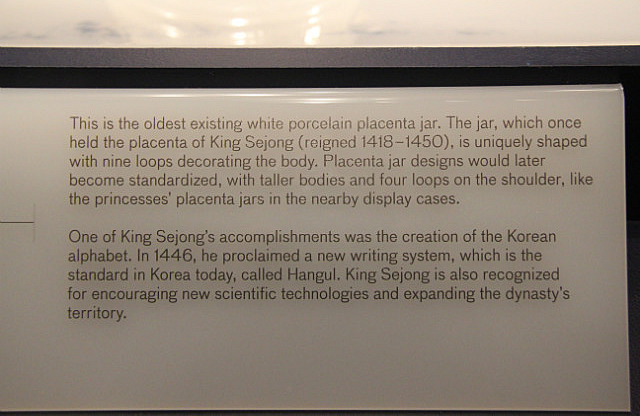 This is the oldest existing white porcelain placenta jar. The jar, which once
held the placenta of King Sejong (reigned 1418–1450), is uniquely shaped
with nine loops decorating the body. Placenta jar designs would later
become standardized, with taller bodies and four loops on the shoulder, like
the princesses' placenta jars in the nearby display cases.
One of King Sejong's accomplishments was the creation of the Korean
alphabet. In 1446, he proclaimed a new writing system, which is the
standard in Korea today, called Hangul. King Sejong is also recognized
for encouraging new scientific technologies and expanding the dynasty's
territory.